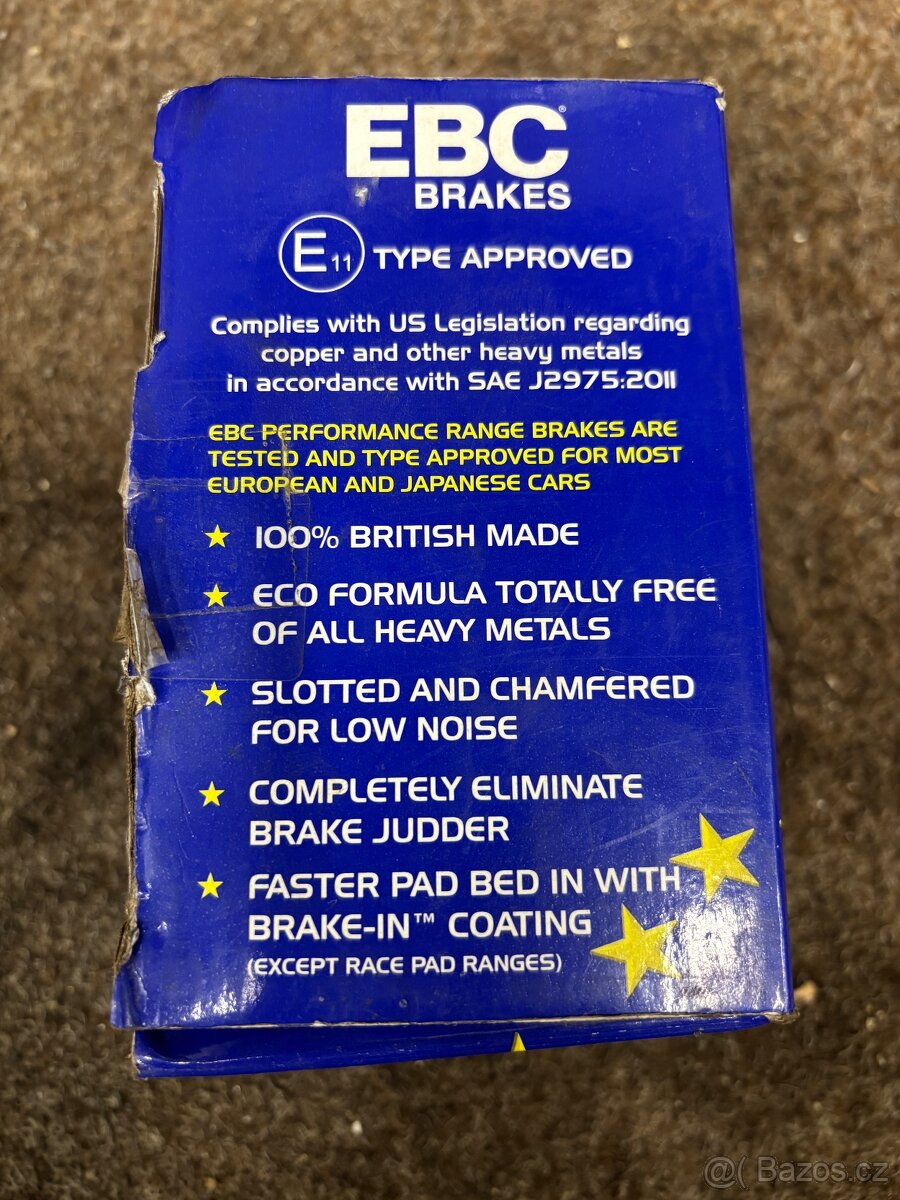 EBC®
BRAKES
E11 TYPE APPROVED
Complies with US Legislation regarding
copper and other heavy metals
in accordance with SAE J2975:2011
EBC PERFORMANCE RANGE BRAKES ARE
TESTED AND TYPE APPROVED FOR MOST
EUROPEAN AND JAPANESE CARS
100% BRITISH MADE
ECO FORMULA TOTALLY FREE
OF ALL HEAVY METALS
SLOTTED AND CHAMFERED
FOR LOW NOISE
COMPLETELY ELIMINATE
BRAKE JUDDER
FASTER PAD BED IN WITH
BRAKE-IN™ COATING
(EXCEPT RACE PAD RANGES)
@( Bazos.cz